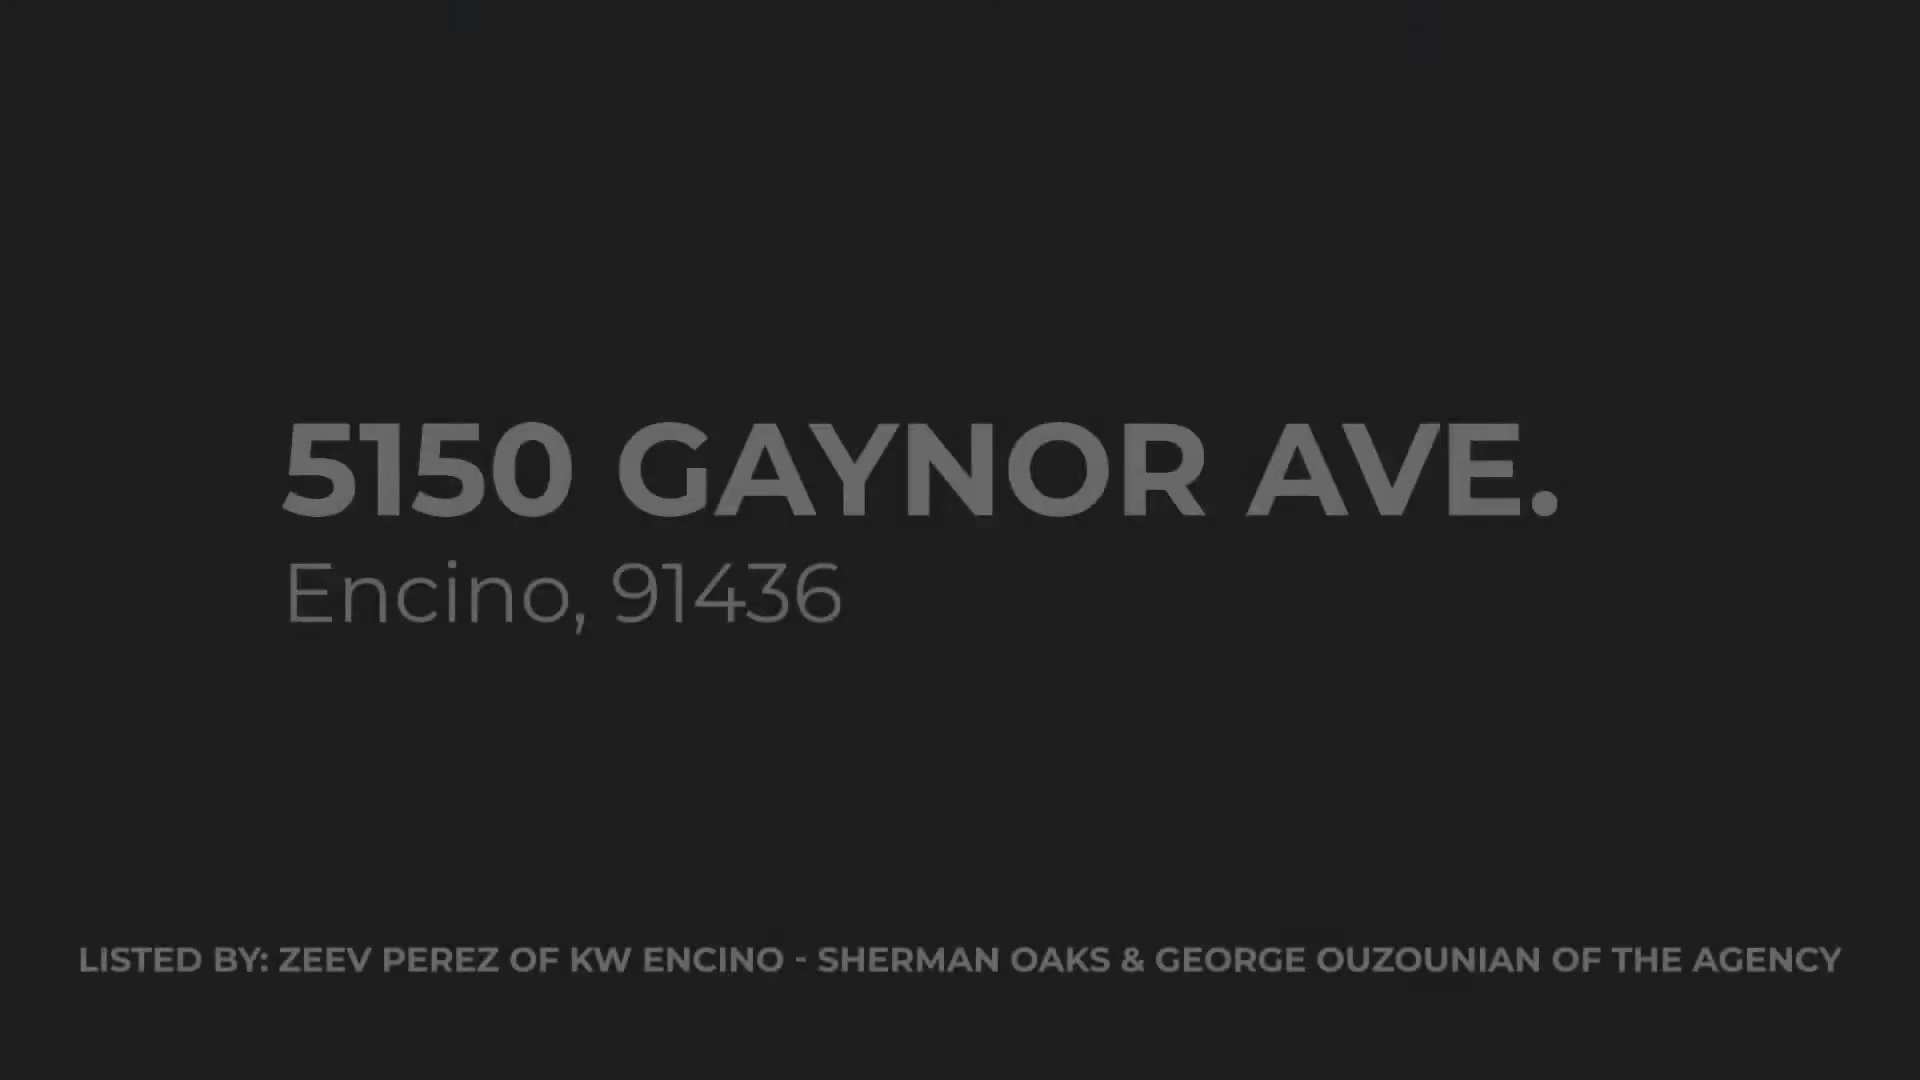 5150 GAYNOR AVE.
Encino, 91436
LISTED BY: ZEEV PEREZ OF KW ENCINO - SHERMAN OAKS & GEORGE OUZOUNIAN OF THE AGENCY